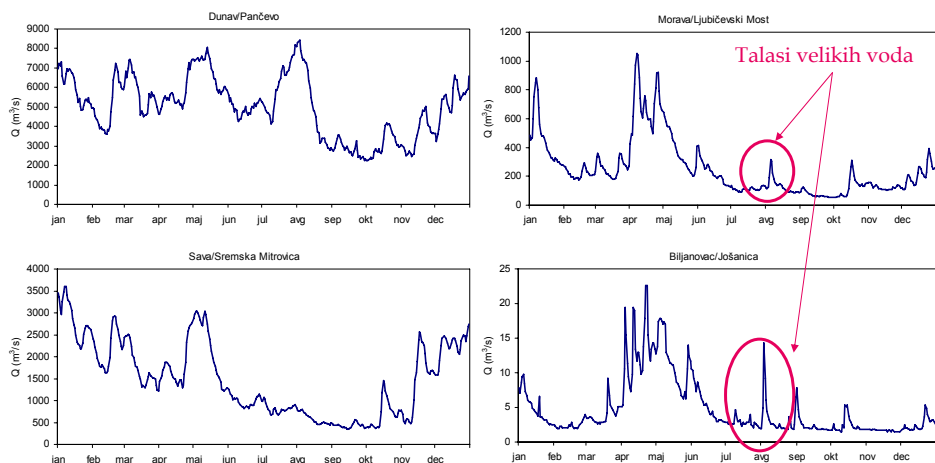 Dunav/Pančevo
Q (m³/s)
9000
8000
7000
6000
5000
4000
3000
2000
1000
0
jan feb mar apr maj jun jul avg sep okt nov dec
Morava/Ljubičevski Most
Talasi velikih voda
Q (m³/s)
1200
1000
800
600
400
200
0
jan feb mar apr maj jun jul avg sep okt nov dec
Sava/Sremska Mitrovica
Q (m³/s)
4000
3500
3000
2500
2000
1500
1000
500
0
jan feb mar apr maj jun jul avg sep okt nov dec
Biljanovac/Jošanica
Q (m³/s)
25
20
15
10
5
0
jan feb mar apr maj jun jul avg sep okt nov dec